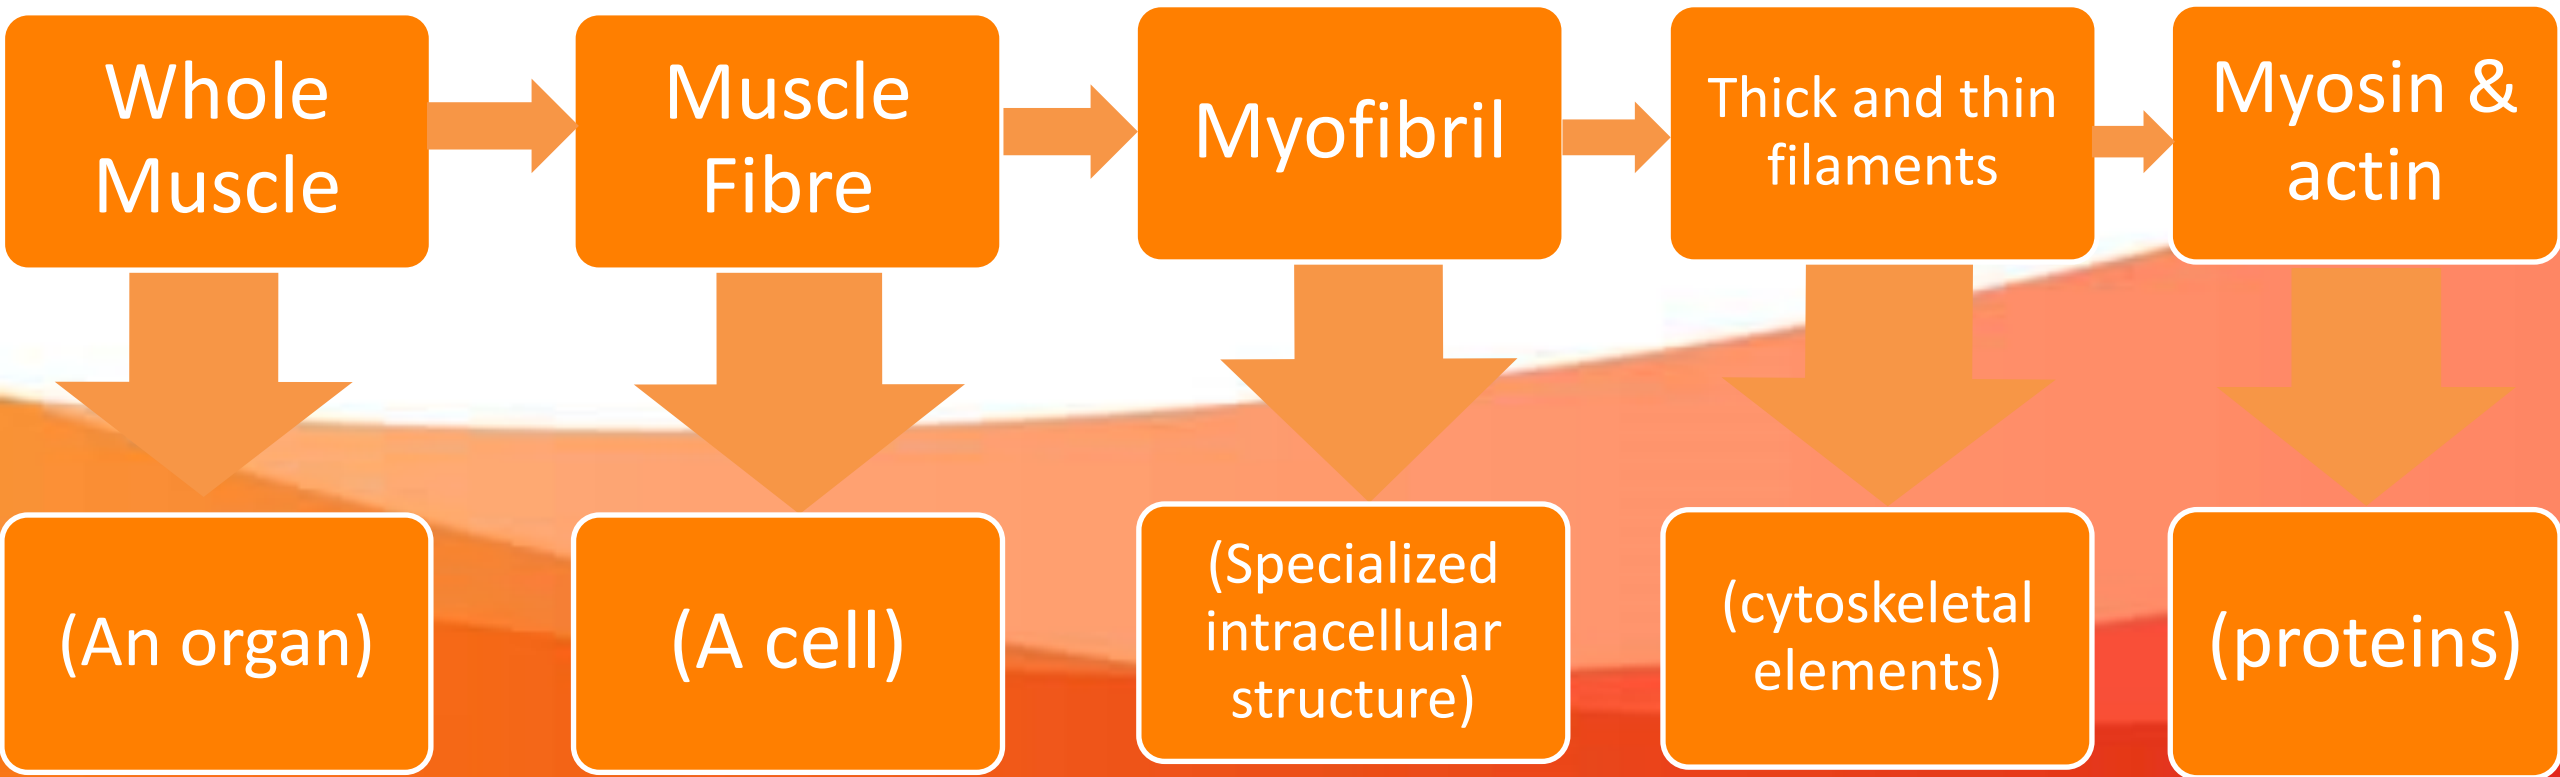 Whole
Muscle
Muscle
Fibre
Myofibril
Thick and thin
filaments
Myosin &
actin
(An organ)
(A cell)
(Specialized
intracellular
structure)
(cytoskeletal
elements)
(proteins)